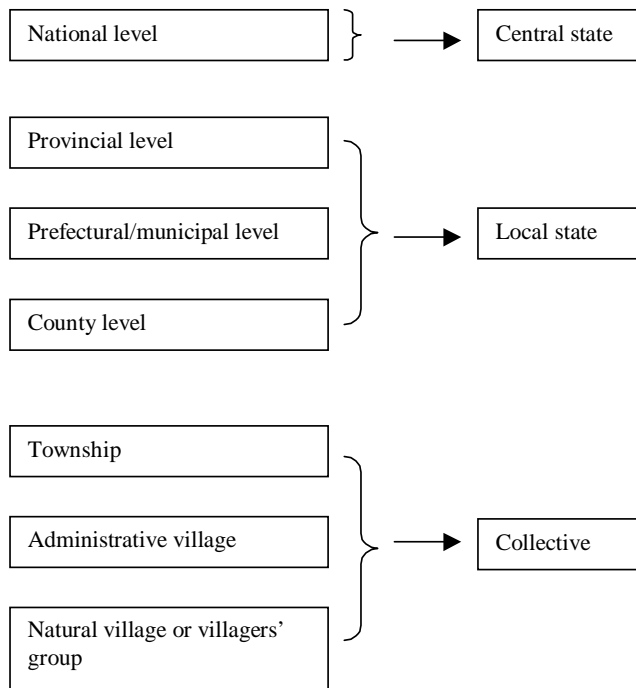 National level
Central state
Provincial level
Prefectural/municipal level
Local state
County level
Township
Administrative village
Collective
Natural village or villagers’
group